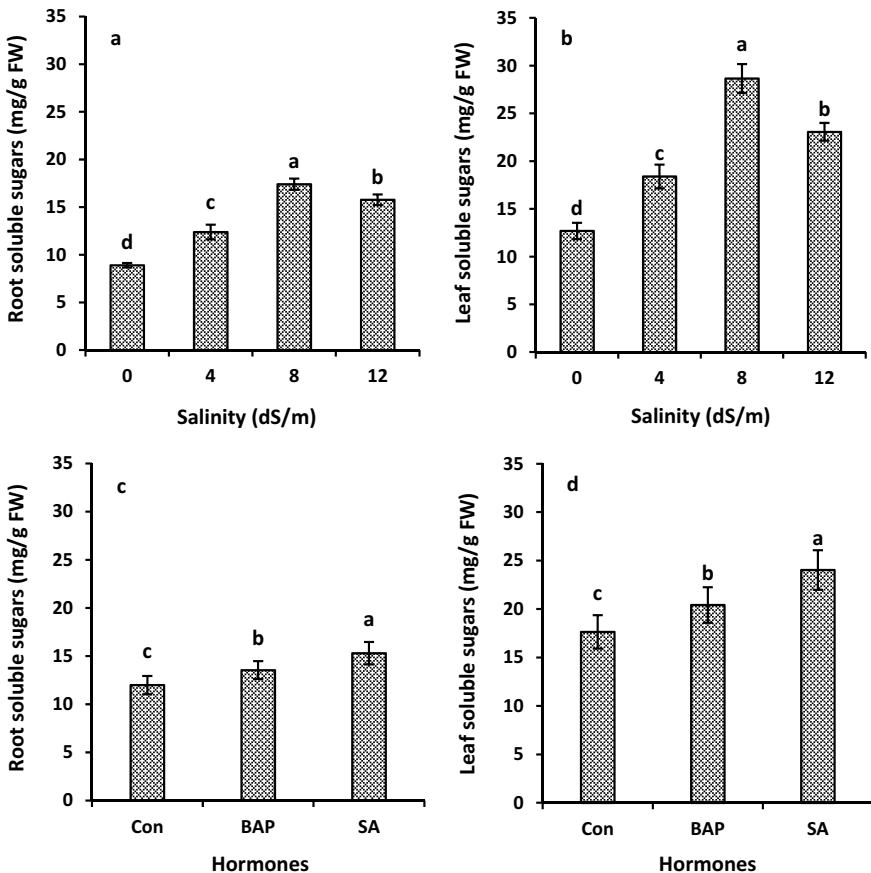 Root soluble sugars (mg/g FW)
35
30
25
20
15
10
5
0
a
d
c
a
b
0 4 8 12
Salinity (dS/m)
Leaf soluble sugars (mg/g FW)
35
30
25
20
15
10
5
0
b
d
c
a
b
0 4 8 12
Salinity (dS/m)
Root soluble sugars (mg/g FW)
35
30
25
20
15
10
5
0
c
c
b
a
Con BAP SA
Hormones
Leaf soluble sugars (mg/g FW)
35
30
25
20
15
10
5
0
d
c
b
a
Con BAP SA
Hormones